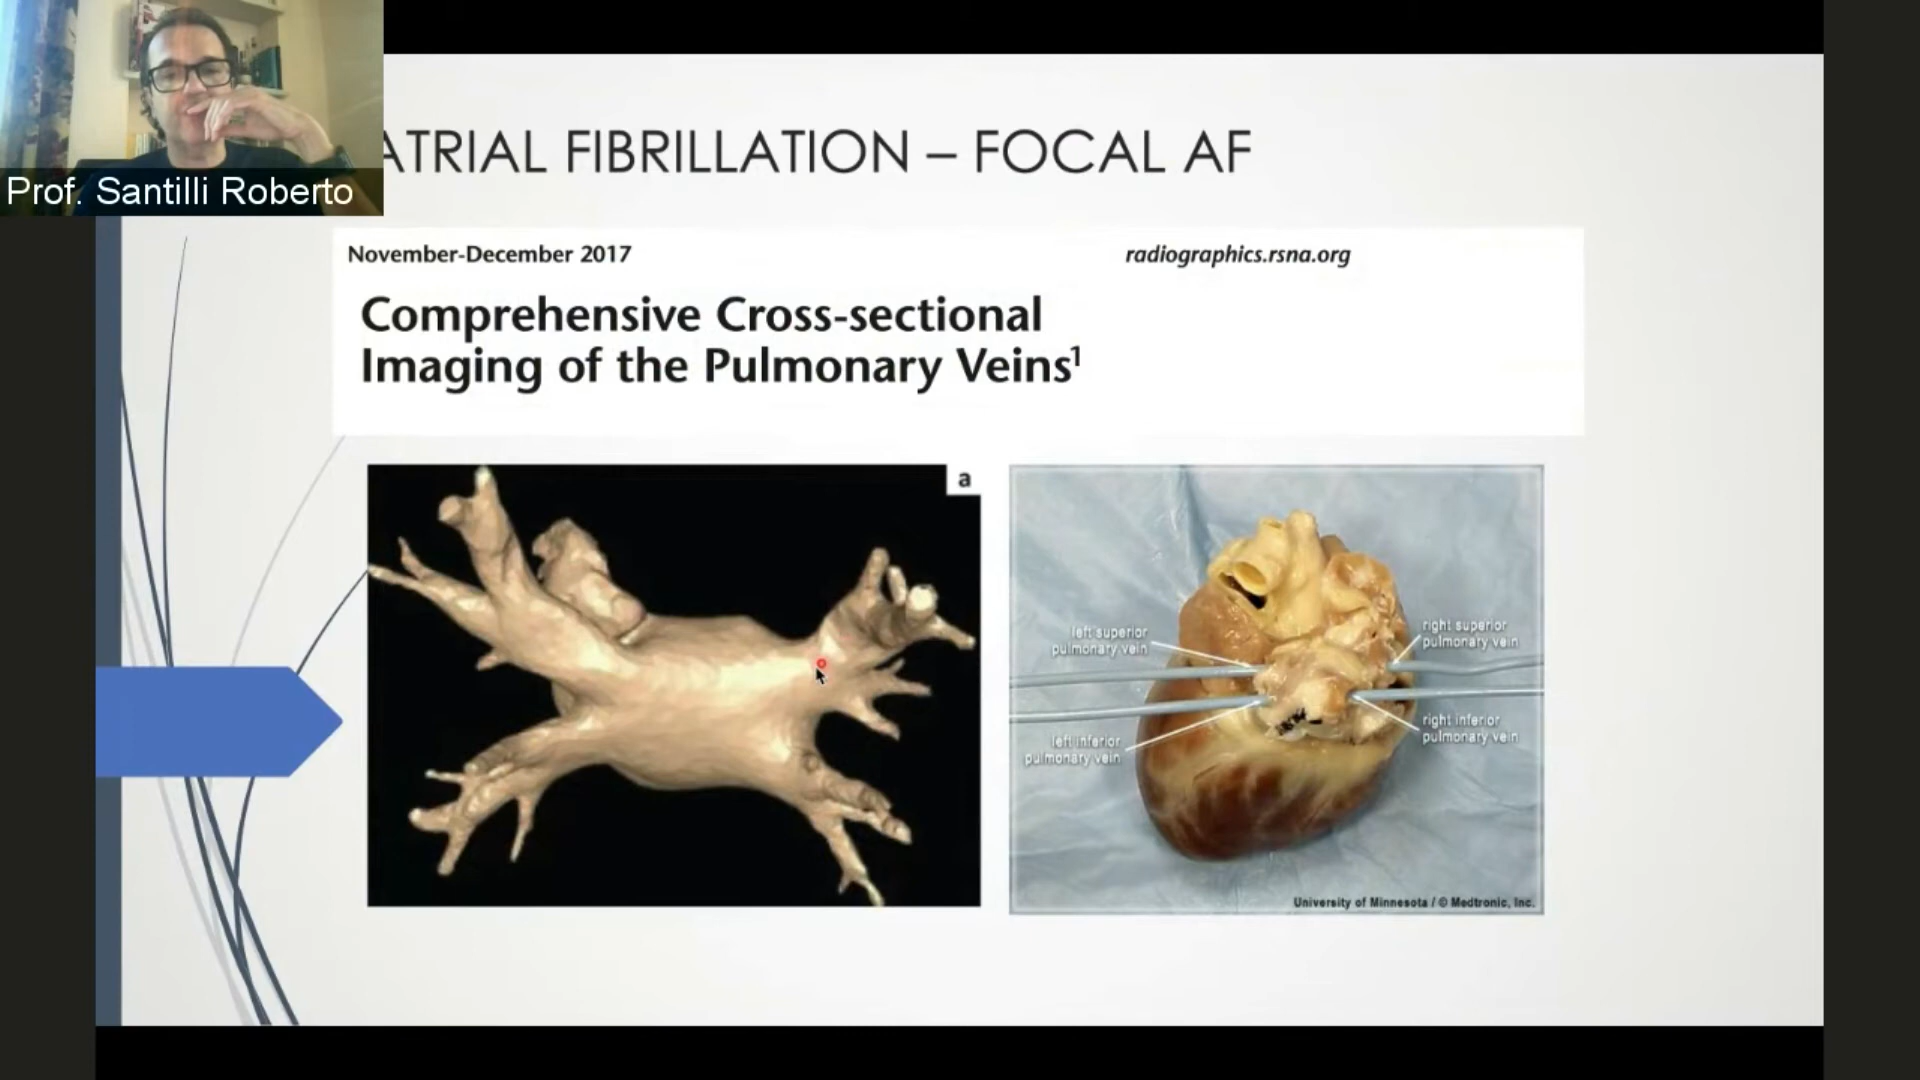 Prof. Santilli Roberto
ATRIAL FIBRILLATION – FOCAL AF
November-December 2017
radiographics.rsna.org
Comprehensive Cross-sectional
Imaging of the Pulmonary Veins¹
a
left superior
pulmonary vein
right superior
pulmonary vein
left inferior
pulmonary vein
right inferior
pulmonary vein
University of Minnesota / © Medtronic, Inc.